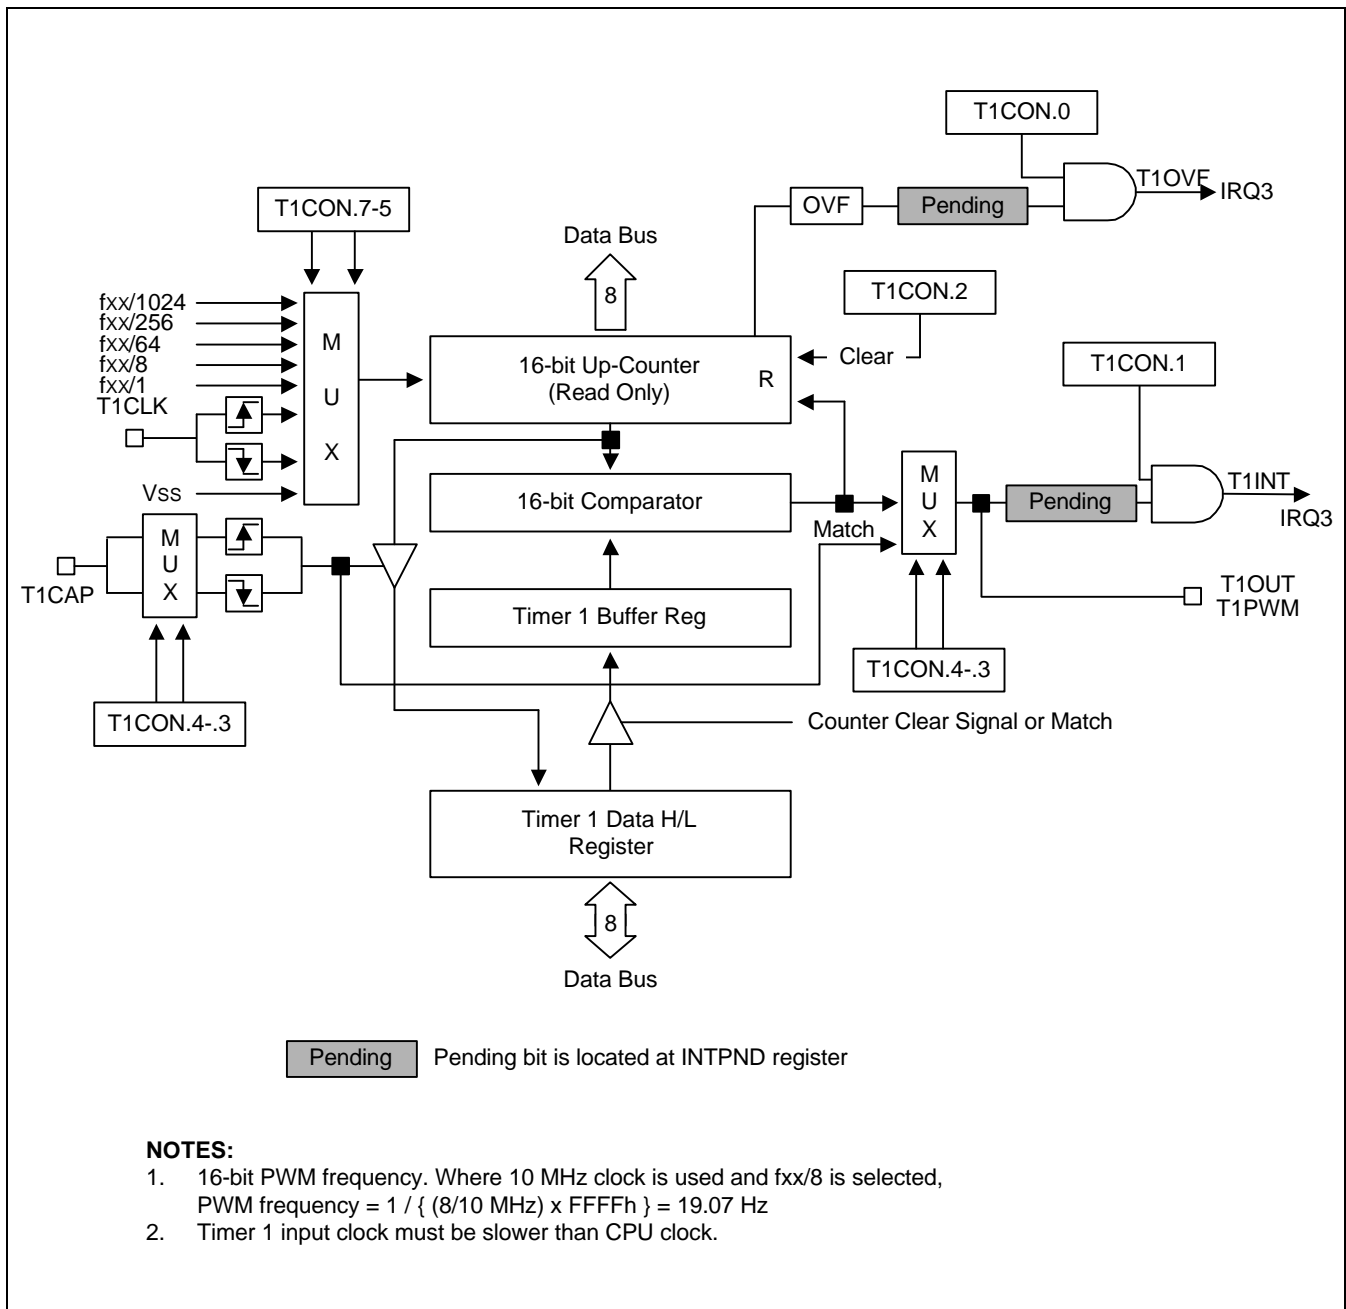 T1CON.0
T1OVF
IRQ3
OVF
Pending
T1CON.7-5
Data Bus
8
T1CON.2
fxx/1024
fxx/256
fxx/64
fxx/8
fxx/1
T1CLK
VSS
M
U
X
16-bit Up-Counter
(Read Only)
R
Clear
T1CON.1
16-bit Comparator
Match
M
U
X
Pending
T1INT
IRQ3
T1CAP
M
U
X
Timer 1 Buffer Reg
T1OUT
T1PWM
T1CON.4-.3
T1CON.4-.3
Counter Clear Signal or Match
Timer 1 Data H/L
Register
8
Data Bus
Pending
Pending bit is located at INTPND register
NOTES:
1. 16-bit PWM frequency. Where 10 MHz clock is used and fxx/8 is selected,
PWM frequency = 1 / { (8/10 MHz) x FFFFh } = 19.07 Hz
2. Timer 1 input clock must be slower than CPU clock.